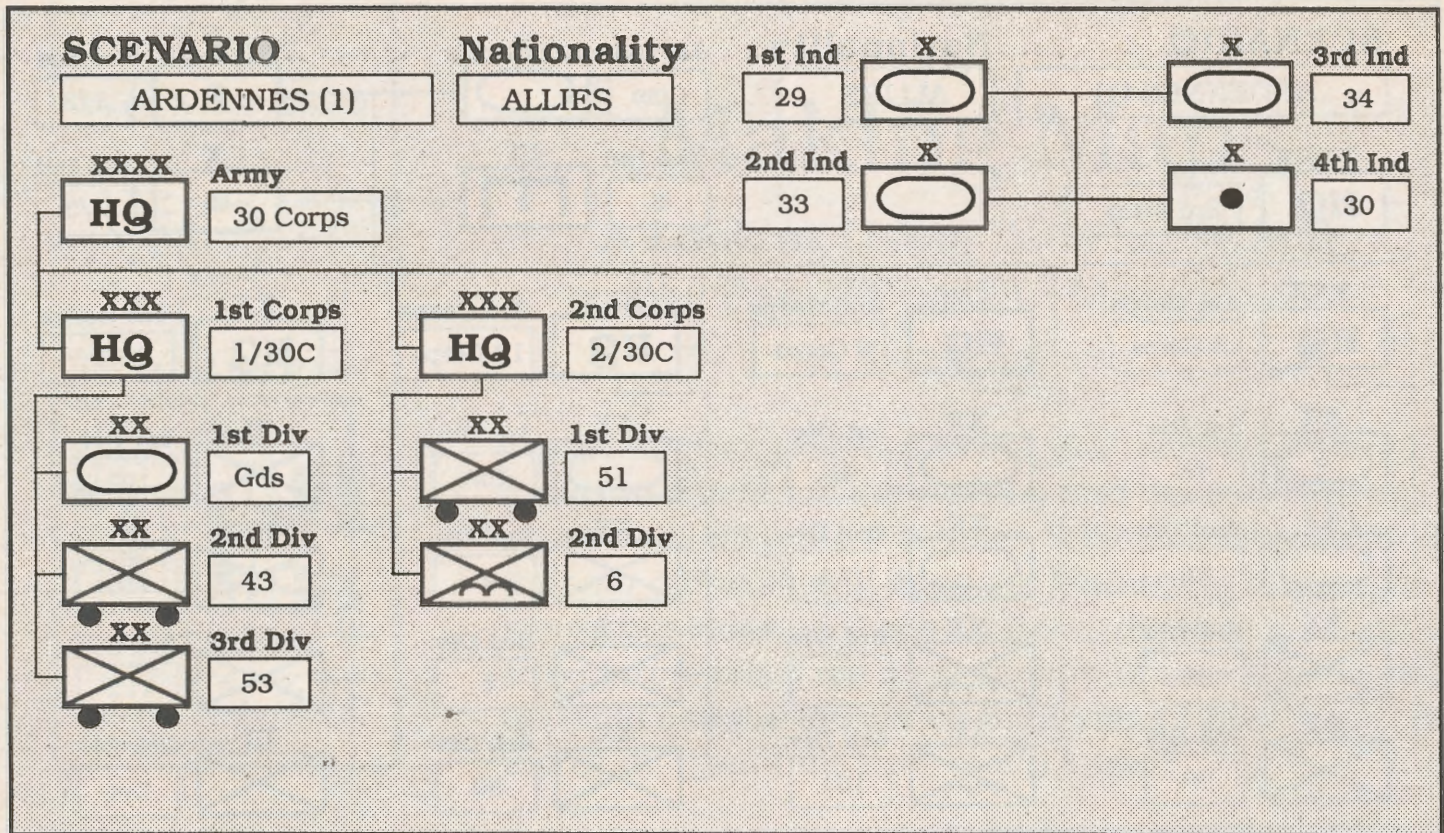 SCENARIO
Nationality
ARDENNES (1)
ALLIES
1st Ind
29
X
X
3rd Ind
34
2nd Ind
33
X
X
4th Ind
30
XXXX
HQ
Army
30 Corps
XXX
HQ
1st Corps
1/30C
XXX
HQ
2nd Corps
2/30C
XX
1st Div
Gds
XX
1st Div
51
XX
2nd Div
43
XX
2nd Div
6
XX
3rd Div
53